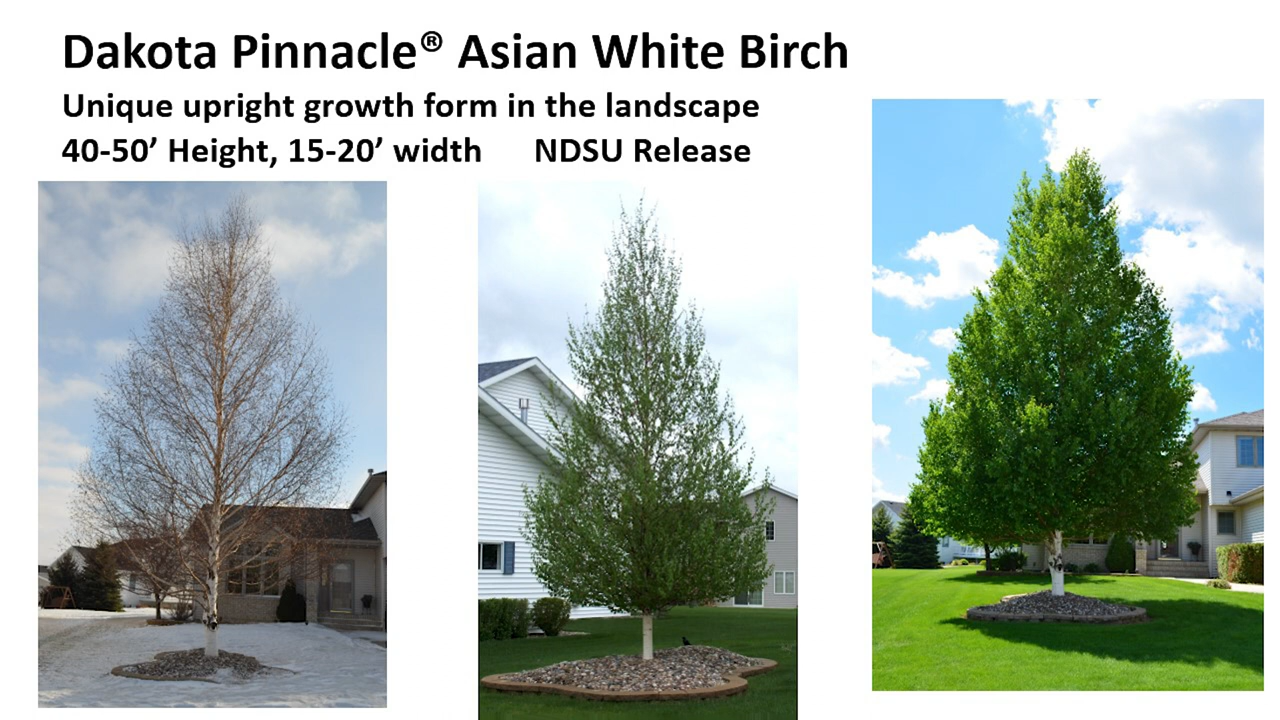 Dakota Pinnacle® Asian White Birch
Unique upright growth form in the landscape
40-50’ Height, 15-20’ width NDSU Release